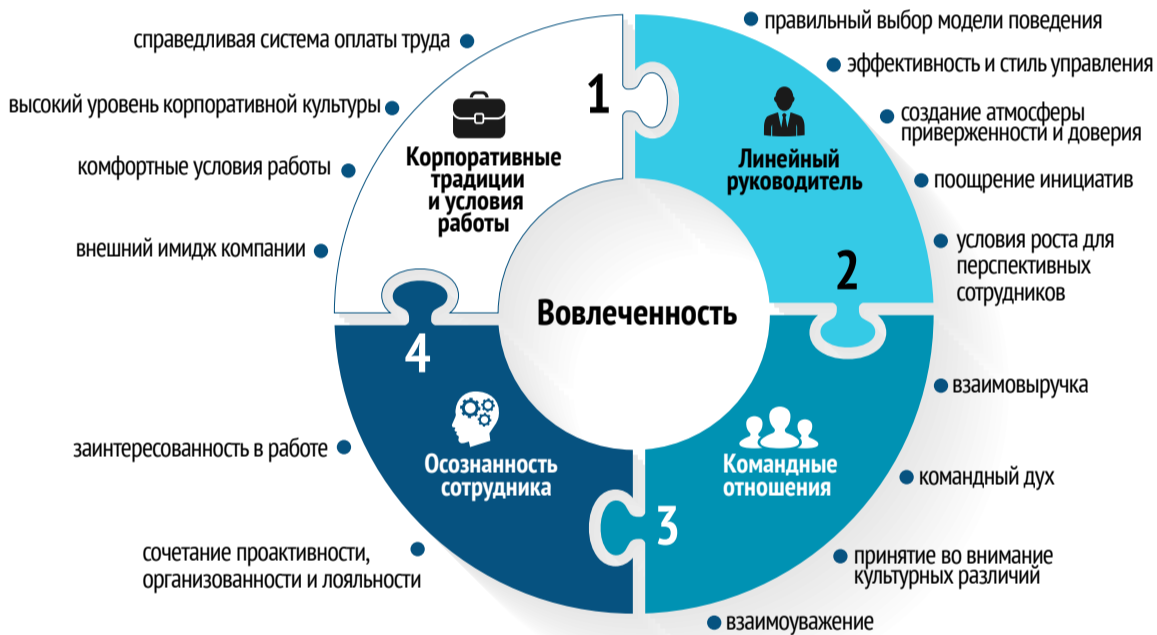 справедливая система оплаты труда
высокий уровень корпоративной культуры
комфортные условия работы
внешний имидж компании
1
Корпоративные
традиции
и условия
работы
правильный выбор модели поведения
эффективность и стиль управления
создание атмосферы
приверженности и доверия
поощрение инициатив
условия роста для
перспективных
сотрудников
Линейный
руководитель
2
Вовлеченность
взаимовыручка
командный дух
принятие во внимание
культурных различий
взаимоуважение
Командные
отношения
3
4
Осознанность
сотрудника
заинтересованность в работе
сочетание проактивности,
организованности и лояльности